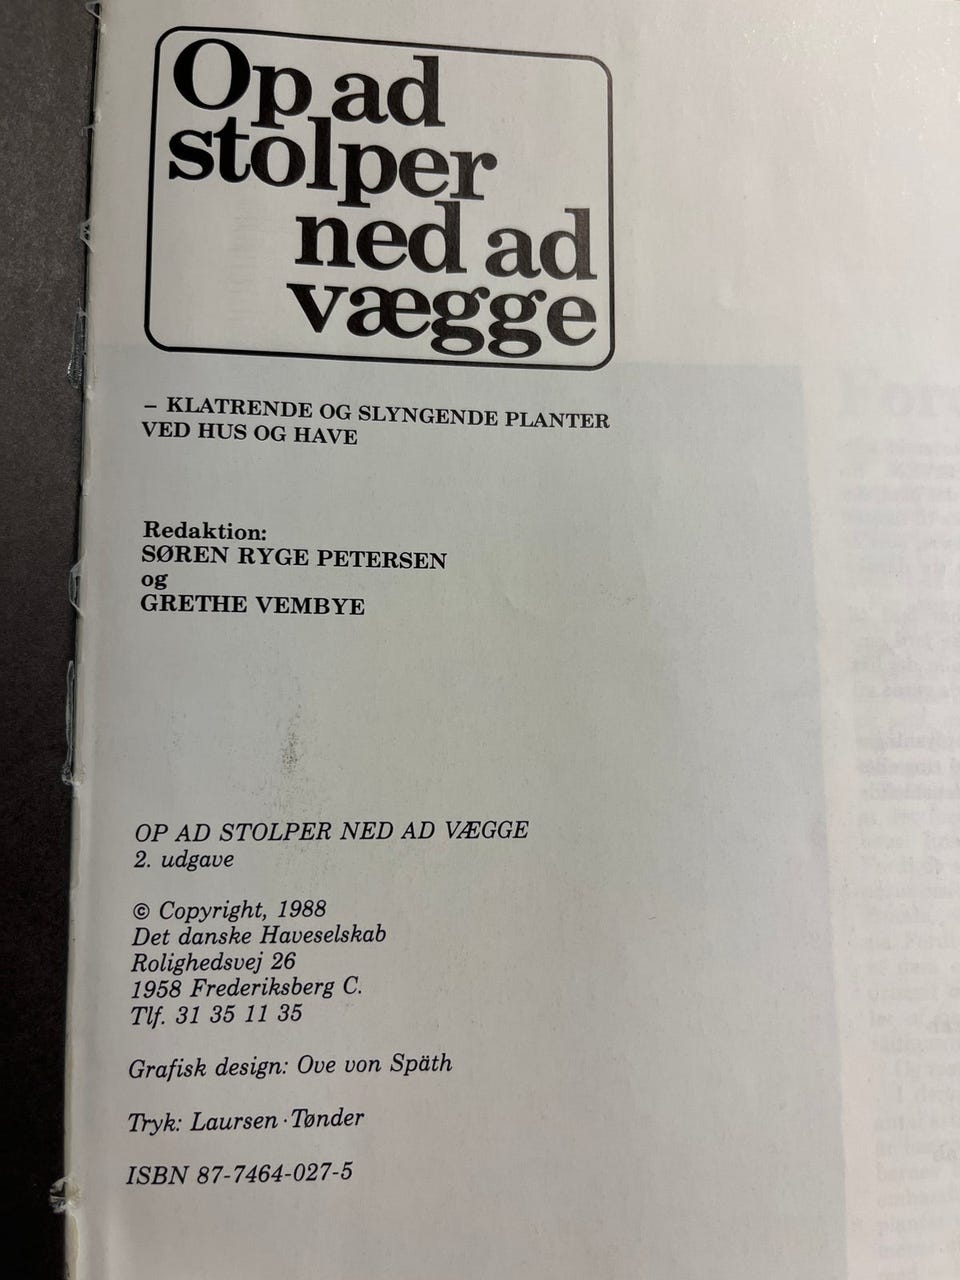 Op ad
stolper
ned ad
vægge
– KLATRENDE OG SLYNGENDE PLANTER
VED HUS OG HAVE
Redaktion:
SØREN RYGE PETERSEN
og
GRETHE VEMBYE
OP AD STOLPER NED AD VÆGGE
2. udgave
© Copyright, 1988
Det danske Haveselskab
Rolighedsvej 26
1958 Frederiksberg C.
Tlf. 31 35 11 35
Grafisk design: Ove von Späth
Tryk: Laursen · Tønder
ISBN 87-7464-027-5